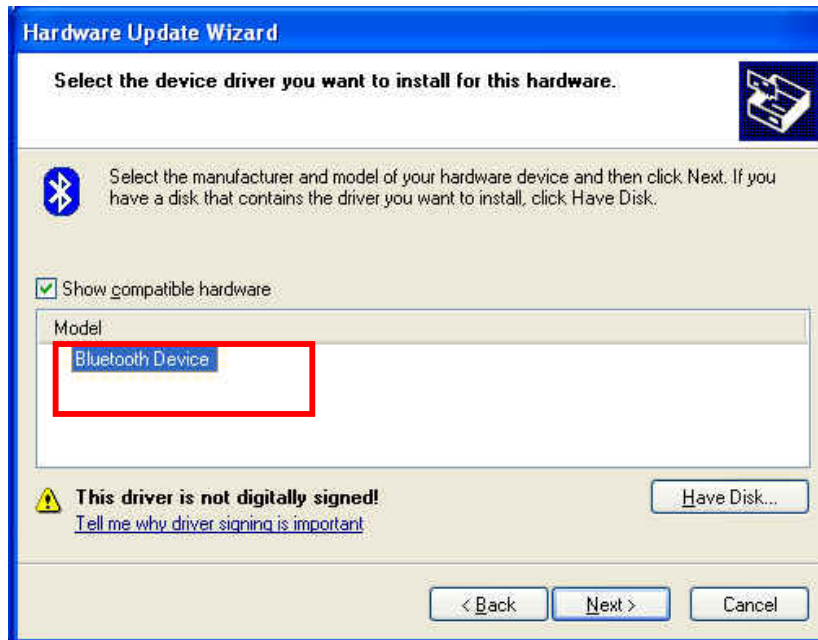 Hardware Update Wizard
Select the device driver you want to install for this hardware.
Select the manufacturer and model of your hardware device and then click Next. If you
have a disk that contains the driver you want to install, click Have Disk.
Show compatible hardware
Model
Bluetooth Device
This driver is not digitally signed!
Have Disk...
Tell me why driver signing is important
< Back
Next >
Cancel